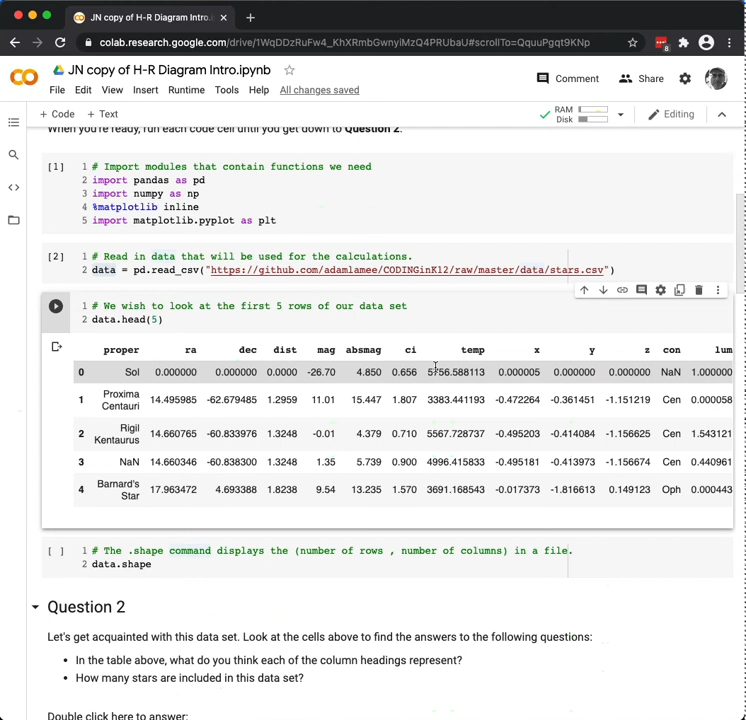 JN copy of H-R Diagram Intro.i
colab.research.google.com/drive/1WqDDzRuFw4_KhXRmbGwnyiMzQ4PRUbaU#scrollTo=QquuPgqt9KNp
8
JN copy of H-R Diagram Intro.ipynb
Comment Share
File Edit View Insert Runtime Tools Help All changes saved
+ Code + Text RAM Disk Editing
When you're ready, run each code cell until you get down to Question 2.
[1] 1 # Import modules that contain functions we need
2 import pandas as pd
3 import numpy as np
4 %matplotlib inline
5 import matplotlib.pyplot as plt
[2] 1 # Read in data that will be used for the calculations.
2 data = pd.read_csv("https://github.com/adamlamee/CODINGinK12/raw/master/data/stars.csv")
1 # We wish to look at the first 5 rows of our data set
2 data.head(5)
proper ra dec dist mag absmag ci temp x y z con lum
0 Sol 0.000000 0.000000 0.0000 -26.70 4.850 0.656 5756.588113 0.000005 0.000000 0.000000 NaN 1.000000
1 Proxima Centauri 14.495985 -62.679485 1.2959 11.01 15.447 1.807 3383.441193 -0.472264 -0.361451 -1.151219 Cen 0.000058
2 Rigil Kentaurus 14.660765 -60.833976 1.3248 -0.01 4.379 0.710 5567.728737 -0.495203 -0.414084 -1.156625 Cen 1.543121
3 NaN 14.660346 -60.838300 1.3248 1.35 5.739 0.900 4996.415833 -0.495181 -0.413973 -1.156674 Cen 0.440961
4 Barnard's Star 17.963472 4.693388 1.8238 9.54 13.235 1.570 3691.168543 -0.017373 -1.816613 0.149123 Oph 0.000443
[ ] 1 # The .shape command displays the (number of rows , number of columns) in a file.
2 data.shape
Question 2
Let's get acquainted with this data set. Look at the cells above to find the answers to the following questions:
• In the table above, what do you think each of the column headings represent?
• How many stars are included in this data set?
Double click here to answer: